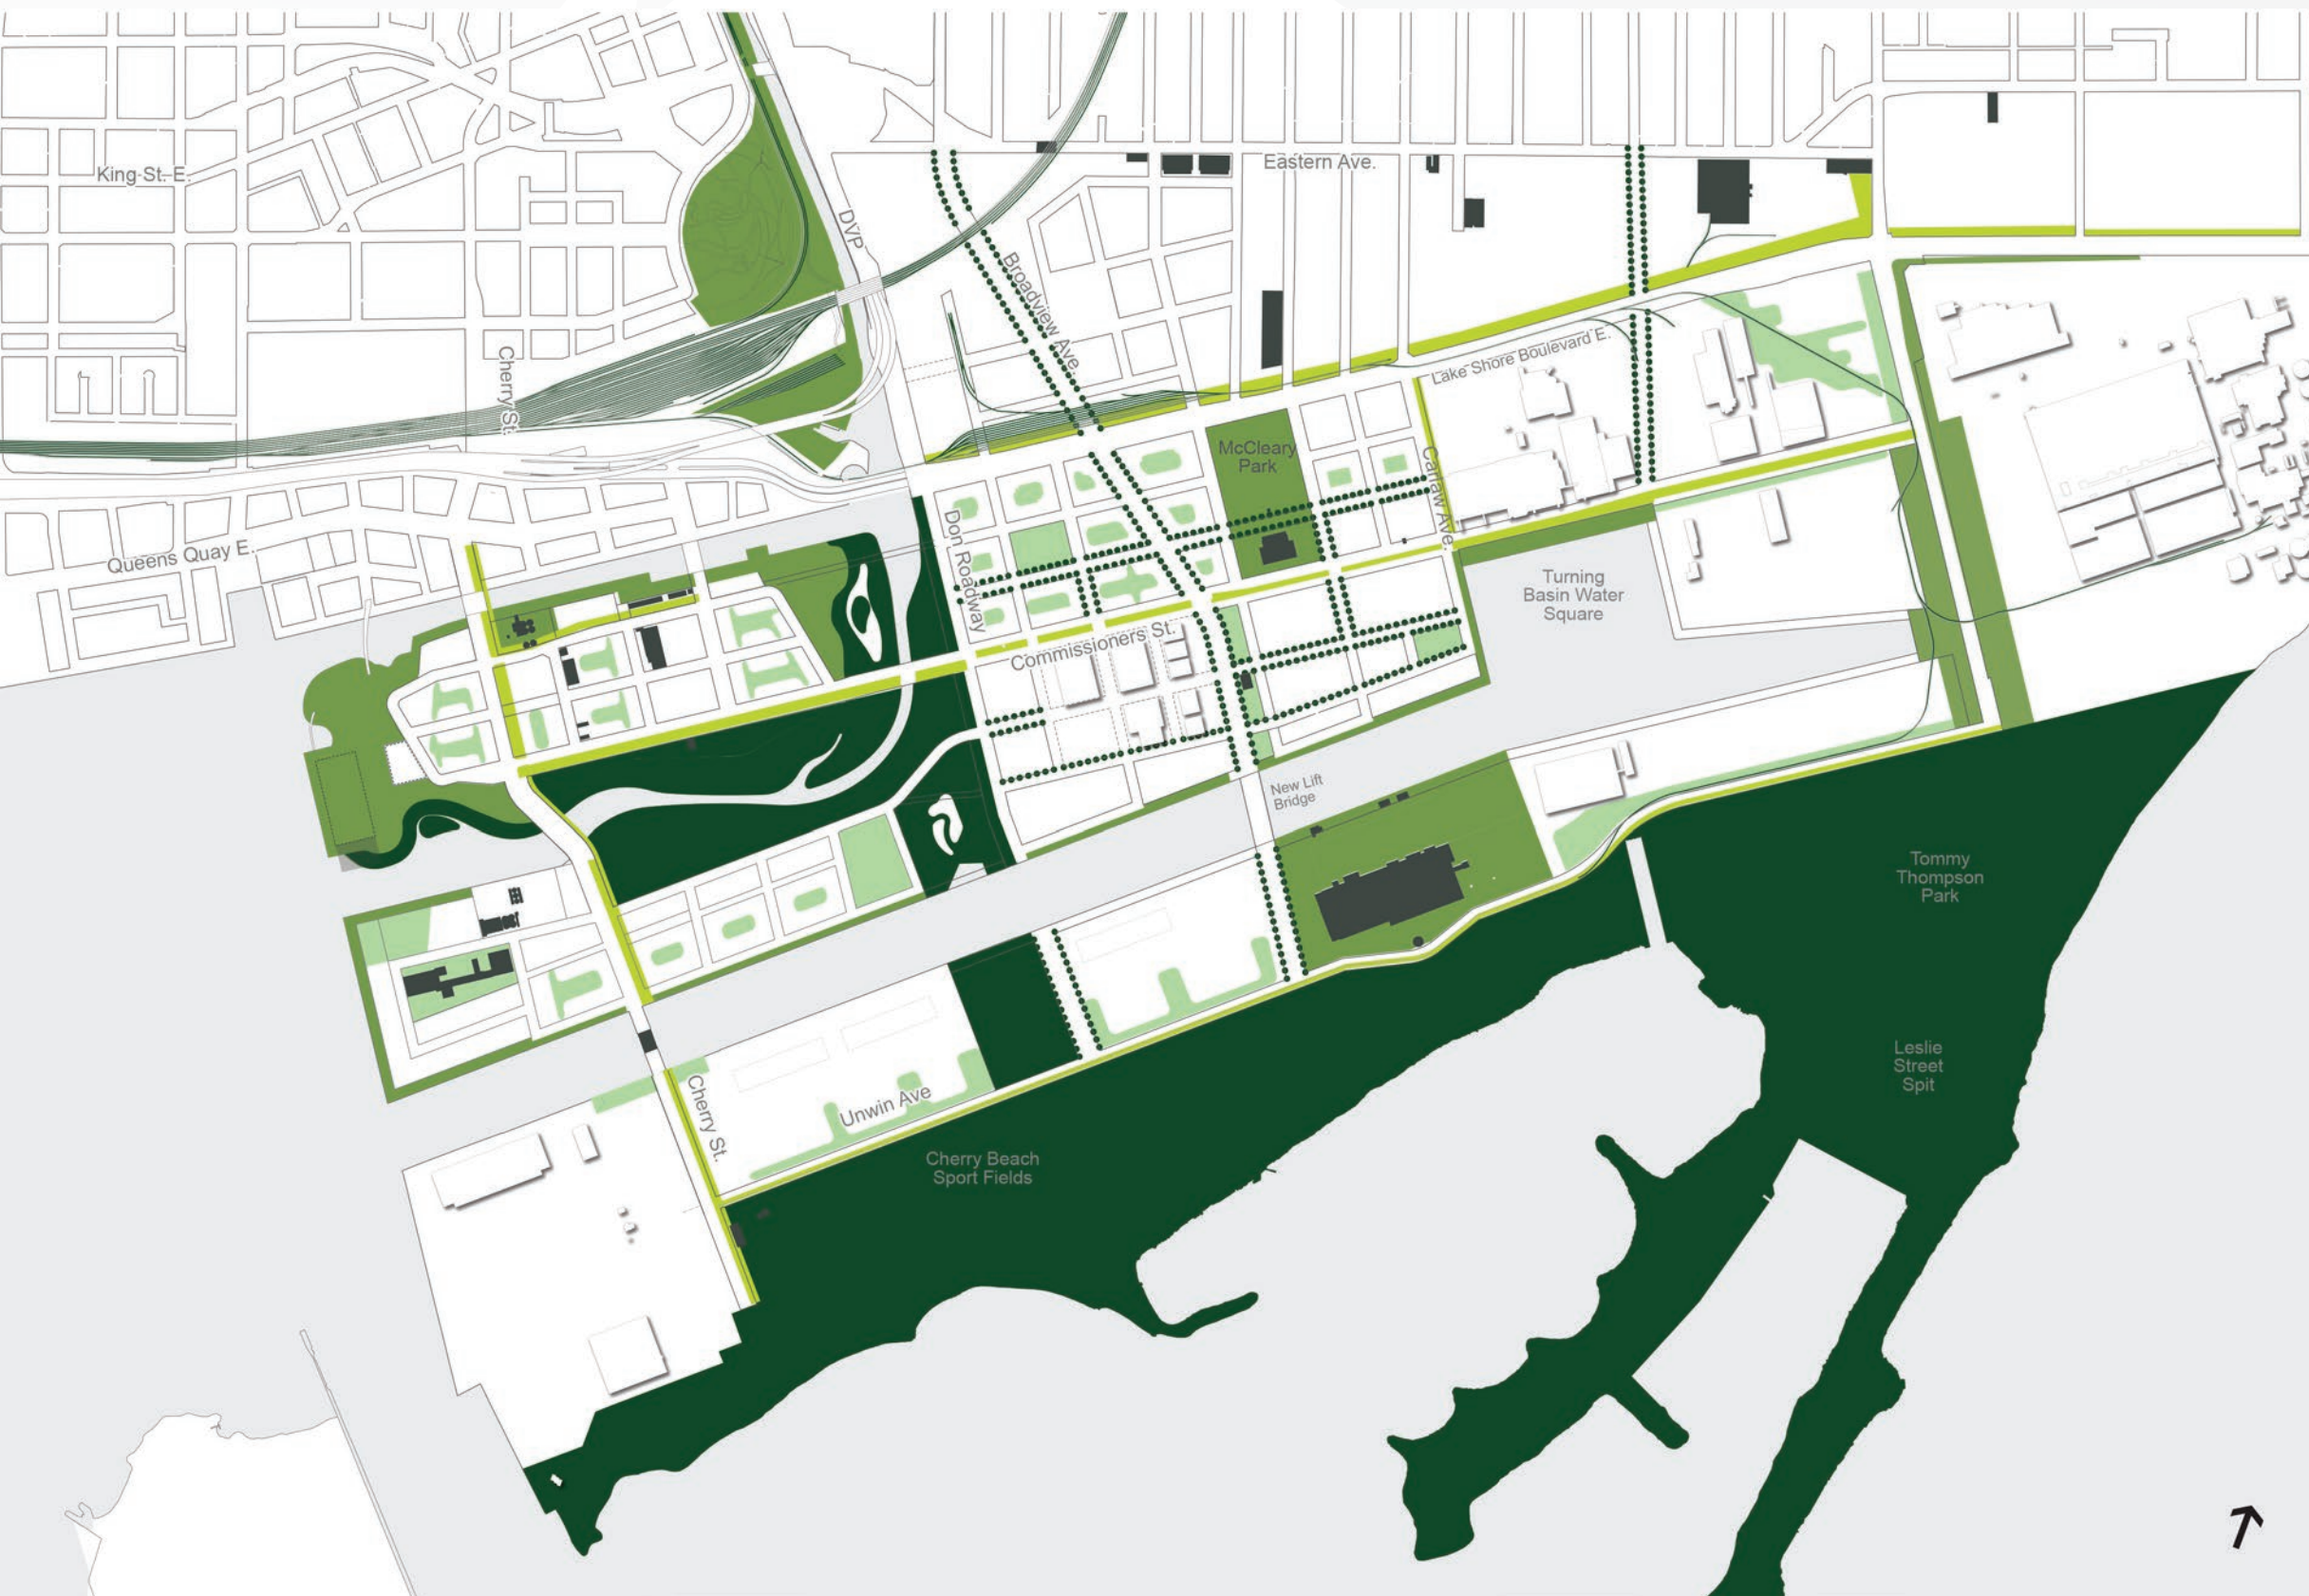 King St. E.
Eastern Ave.
DVP
Broadview Ave.
Cherry St.
Lake Shore Boulevard E.
McCleary
Park
Carlaw Ave.
Don Roadway
Queens Quay E.
Turning
Basin Water
Square
Commissioners St.
New Lift
Bridge
Tommy
Thompson
Park
Leslie
Street
Spit
Cherry St.
Unwin Ave
Cherry Beach
Sport Fields